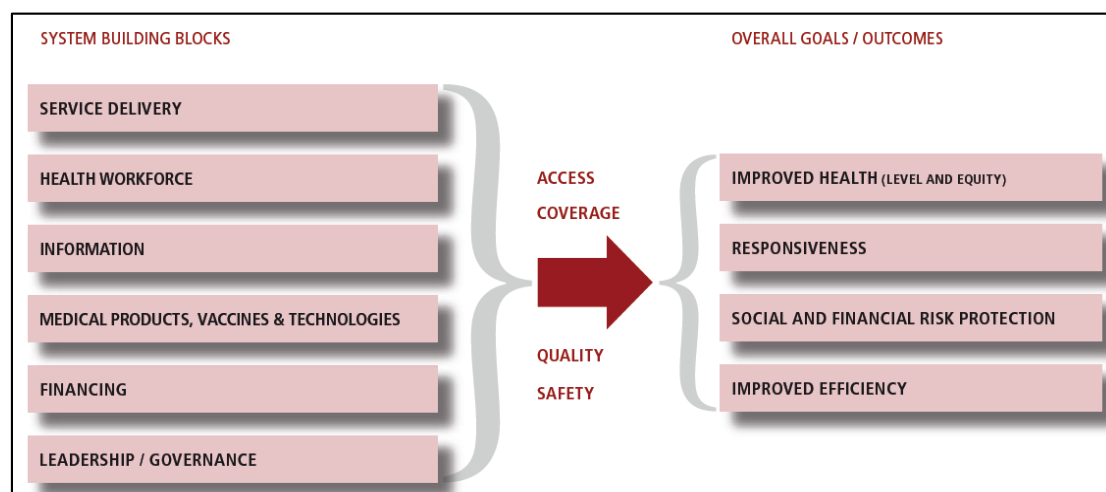 SYSTEM BUILDING BLOCKS
SERVICE DELIVERY
HEALTH WORKFORCE
INFORMATION
MEDICAL PRODUCTS, VACCINES & TECHNOLOGIES
FINANCING
LEADERSHIP / GOVERNANCE
ACCESS
COVERAGE
QUALITY
SAFETY
OVERALL GOALS / OUTCOMES
IMPROVED HEALTH (LEVEL AND EQUITY)
RESPONSIVENESS
SOCIAL AND FINANCIAL RISK PROTECTION
IMPROVED EFFICIENCY